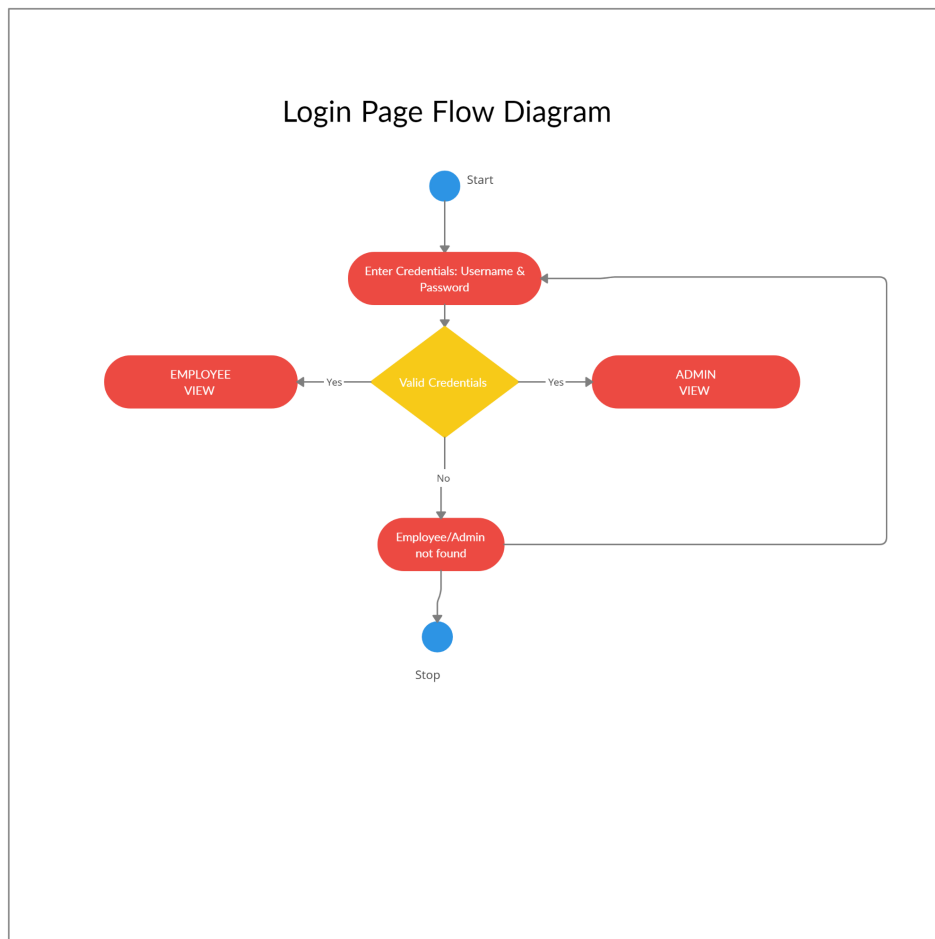 Login Page Flow Diagram
Start
Enter Credentials: Username &
Password
EMPLOYEE
VIEW
Yes
Valid Credentials
Yes
ADMIN
VIEW
No
Employee/Admin
not found
Stop